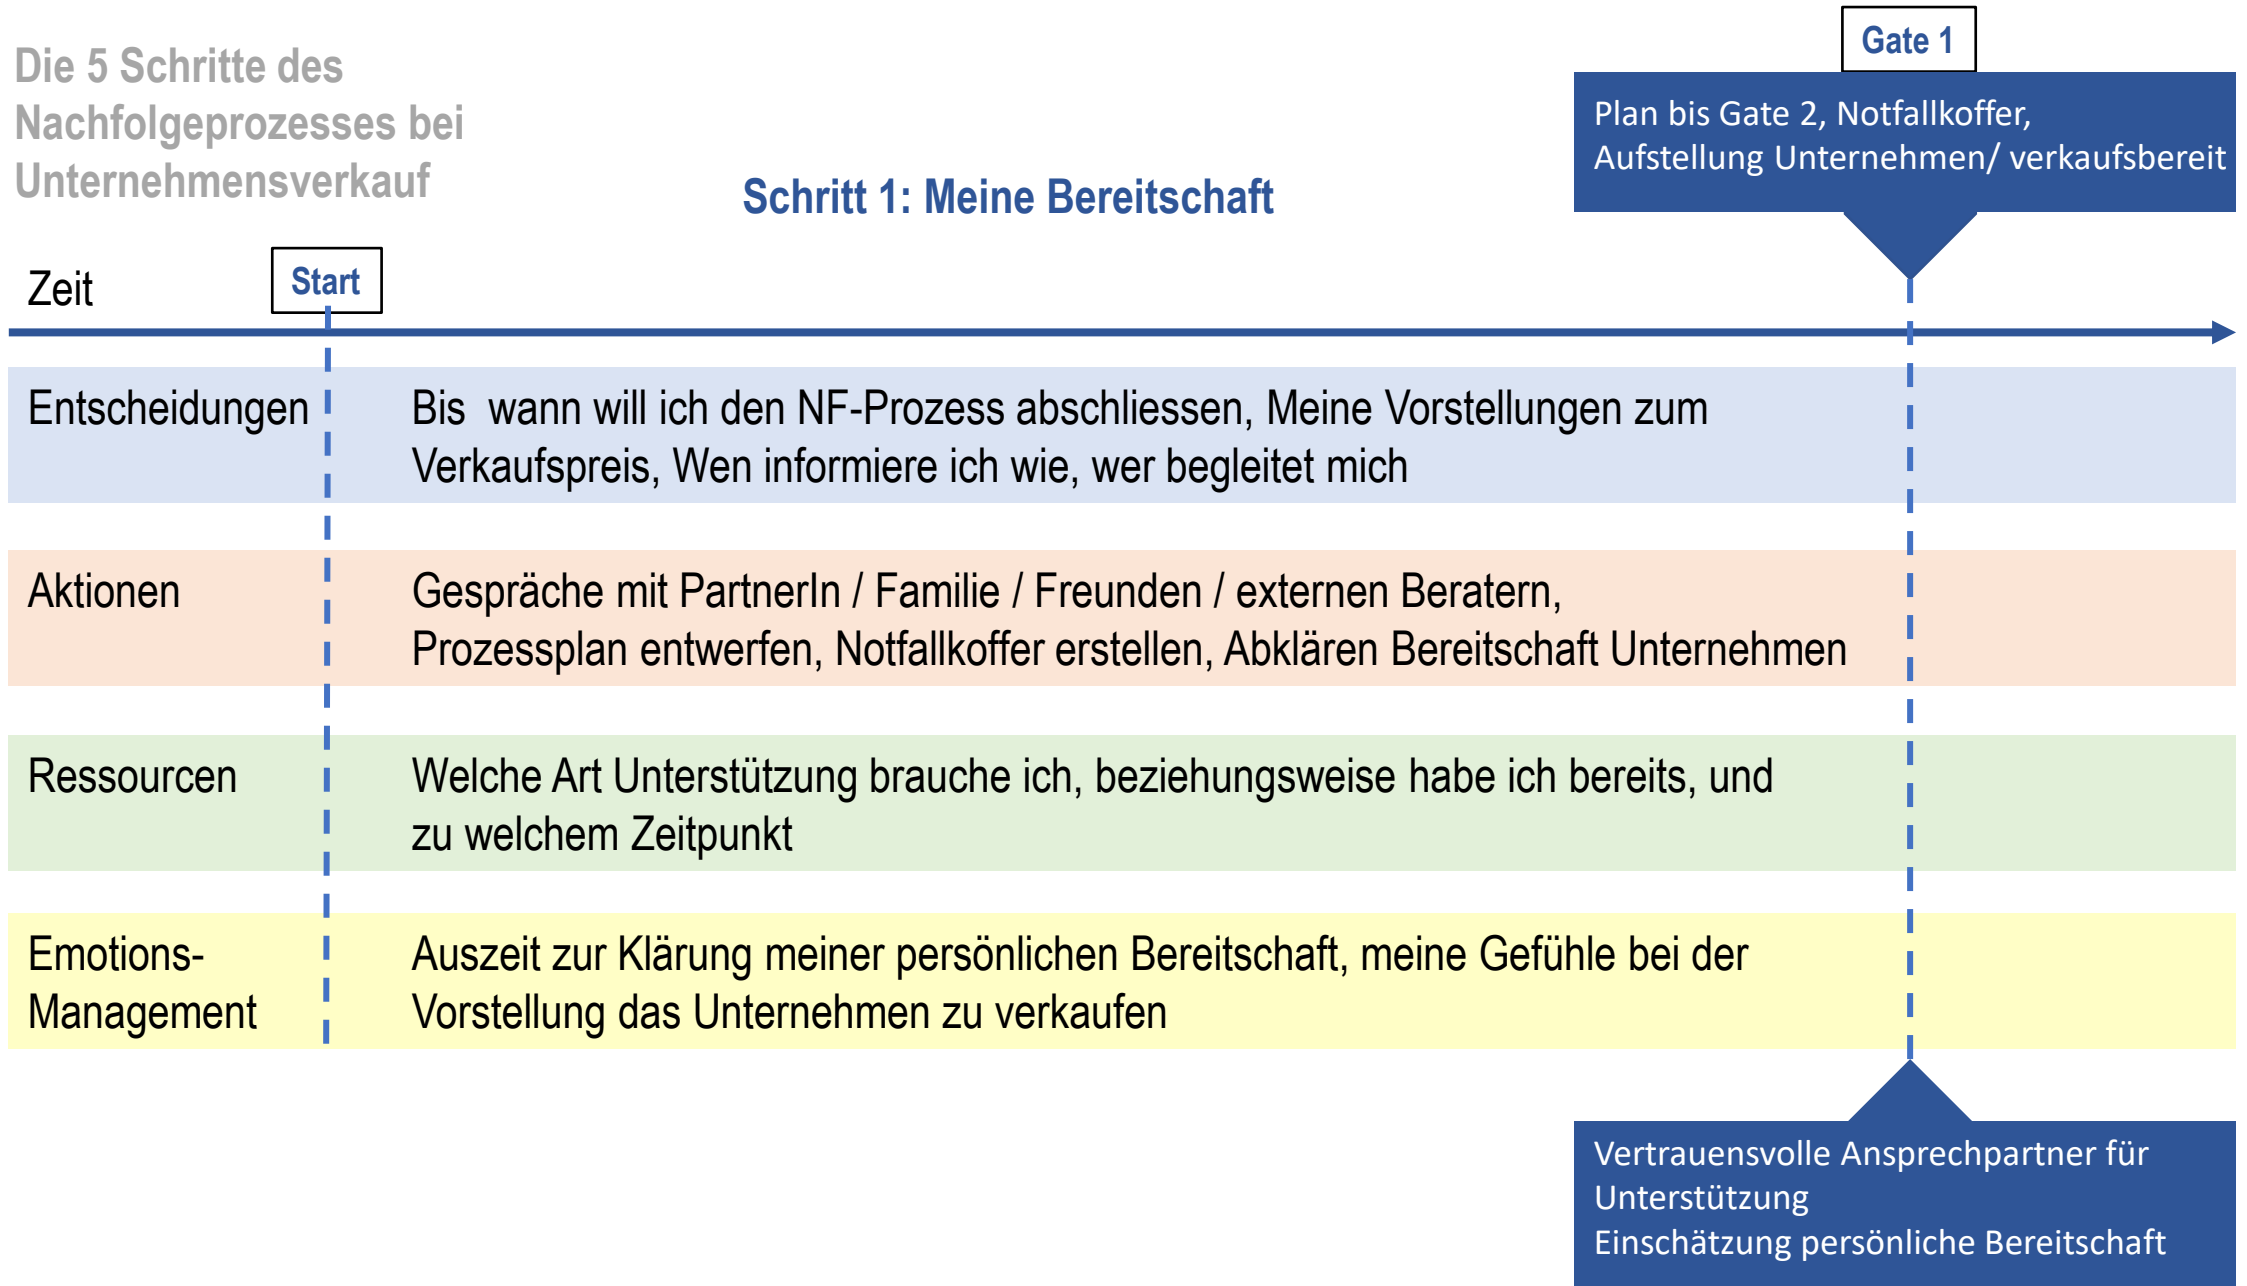 Die 5 Schritte des
Nachfolgeprozesses bei
Unternehmensverkauf
Schritt 1: Meine Bereitschaft
Gate 1
Plan bis Gate 2, Notfallkoffer,
Aufstellung Unternehmen/ verkaufsbereit
Zeit
Start
Entscheidungen
Bis  wann will ich den NF-Prozess abschliessen, Meine Vorstellungen zum
Verkaufspreis, Wen informiere ich wie, wer begleitet mich
Aktionen
Gespräche mit PartnerIn / Familie / Freunden / externen Beratern,
Prozessplan entwerfen, Notfallkoffer erstellen, Abklären Bereitschaft Unternehmen
Ressourcen
Welche Art Unterstützung brauche ich, beziehungsweise habe ich bereits, und
zu welchem Zeitpunkt
Emotions-
Management
Auszeit zur Klärung meiner persönlichen Bereitschaft, meine Gefühle bei der
Vorstellung das Unternehmen zu verkaufen
Vertrauensvolle Ansprechpartner für
Unterstützung
Einschätzung persönliche Bereitschaft